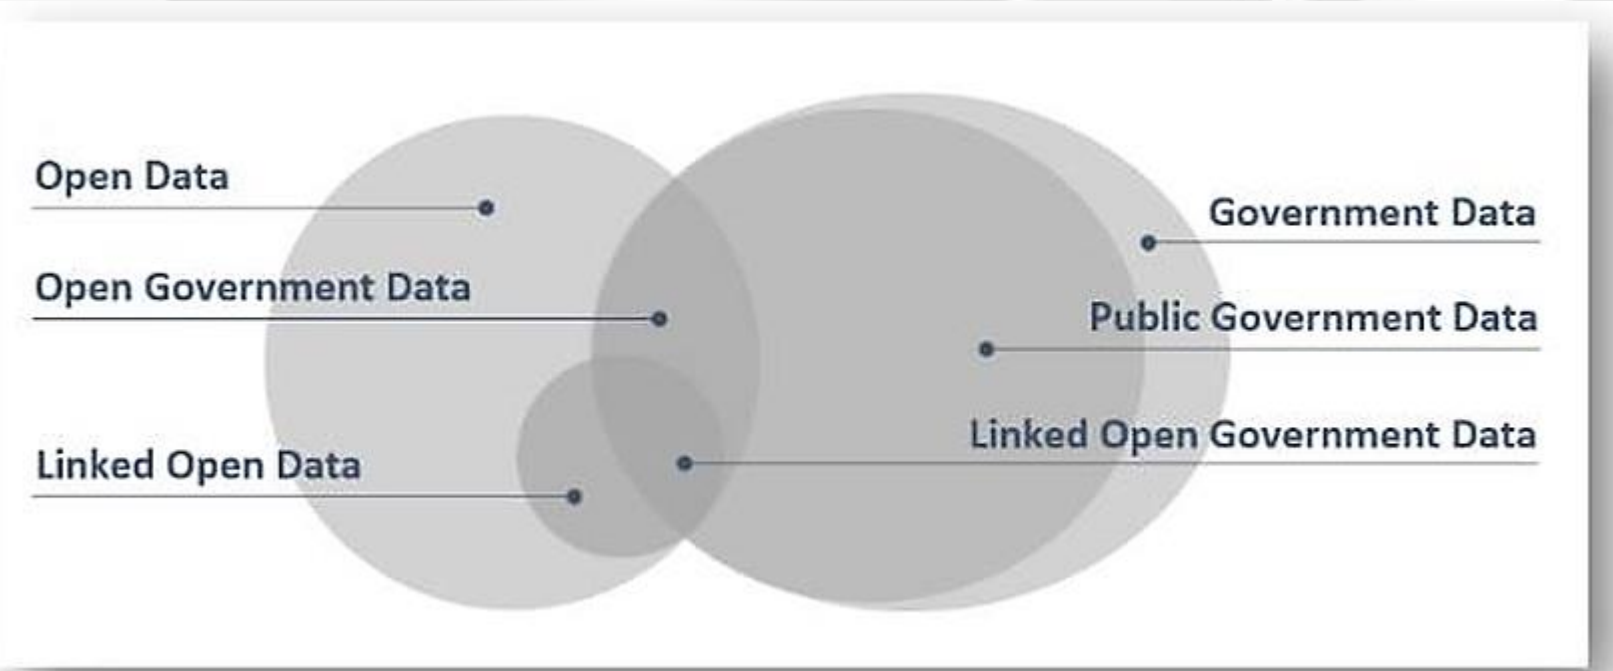 Open Data
Government Data
Open Government Data
Public Government Data
Linked Open Government Data
Linked Open Data